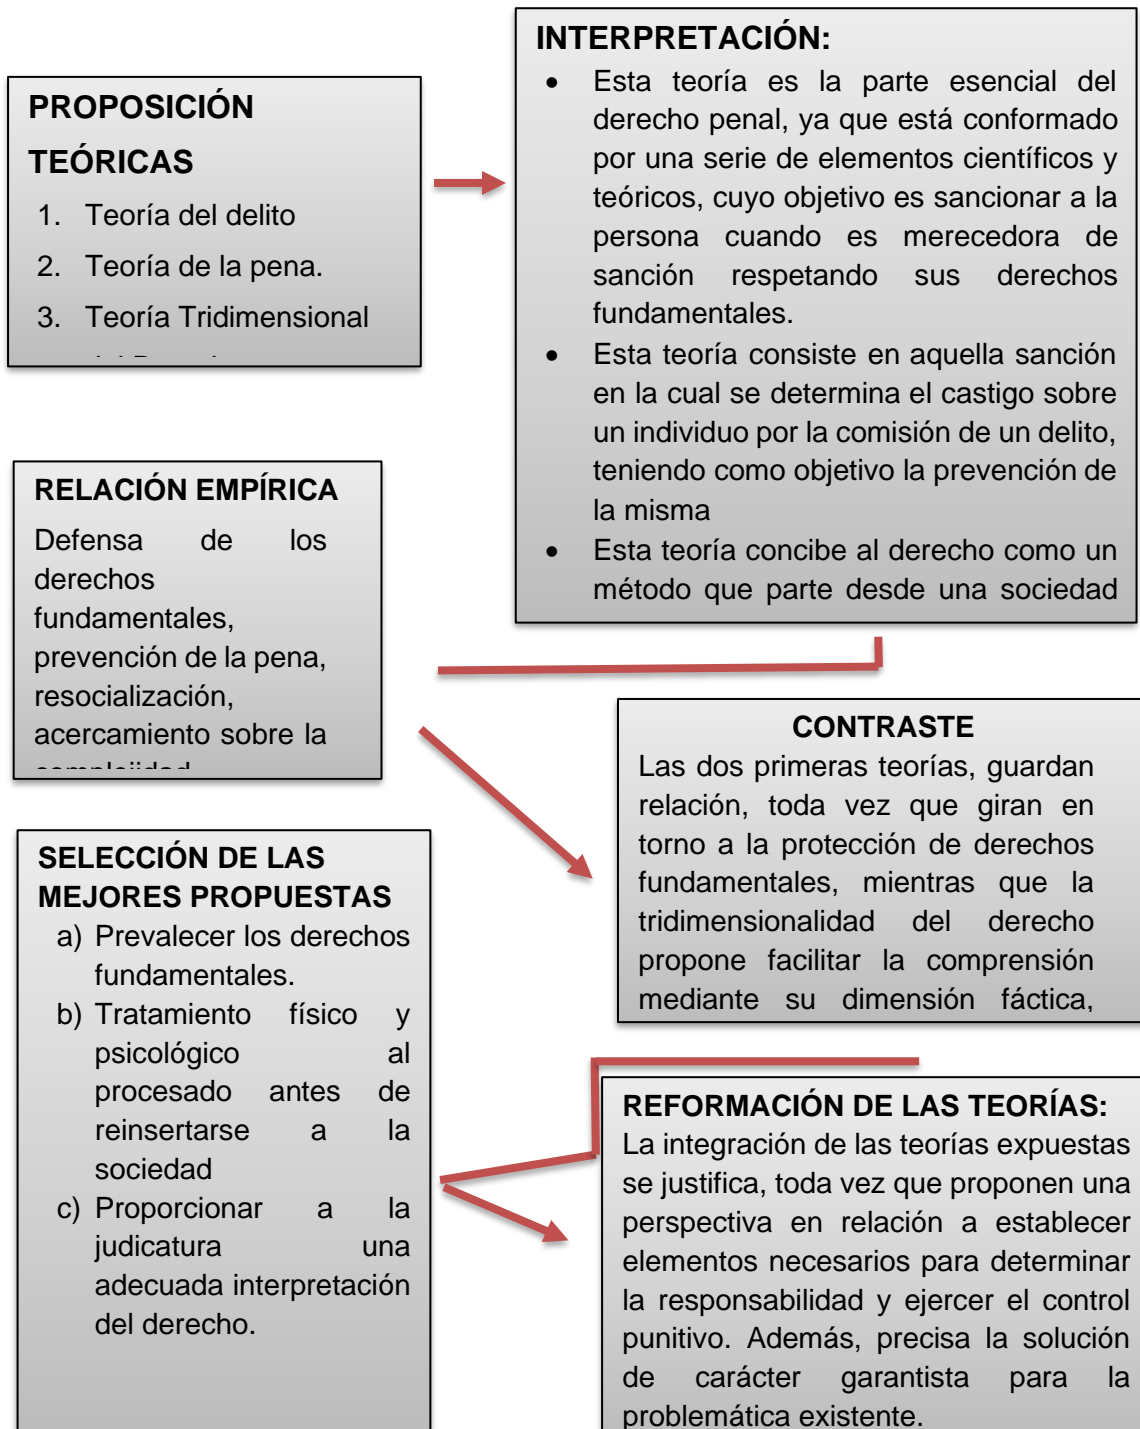 PROPOSICIÓN
TEÓRICAS
1. Teoría del delito
2. Teoría de la pena.
3. Teoría Tridimensional
INTERPRETACIÓN:
• Esta teoría es la parte esencial del
derecho penal, ya que está conformado
por una serie de elementos científicos y
teóricos, cuyo objetivo es sancionar a la
persona cuando es merecedora de
sanción respetando sus derechos
fundamentales.
• Esta teoría consiste en aquella sanción
en la cual se determina el castigo sobre
un individuo por la comisión de un delito,
teniendo como objetivo la prevención de
la misma
• Esta teoría concibe al derecho como un
método que parte desde una sociedad
RELACIÓN EMPÍRICA
Defensa de los
derechos
fundamentales,
prevención de la pena,
resocialización,
acercamiento sobre la
CONTRASTE
Las dos primeras teorías, guardan
relación, toda vez que giran en
torno a la protección de derechos
fundamentales, mientras que la
tridimensionalidad del derecho
propone facilitar la comprensión
mediante su dimensión fáctica,
SELECCIÓN DE LAS
MEJORES PROPUESTAS
a) Prevalecer los derechos
fundamentales.
b) Tratamiento físico y
psicológico al
procesado antes de
reinsertarse a la
sociedad
c) Proporcionar a la
judicatura una
adecuada interpretación
del derecho.
REFORMACIÓN DE LAS TEORÍAS:
La integración de las teorías expuestas
se justifica, toda vez que proponen una
perspectiva en relación a establecer
elementos necesarios para determinar
la responsabilidad y ejercer el control
punitivo. Además, precisa la solución
de carácter garantista para la
problemática existente.